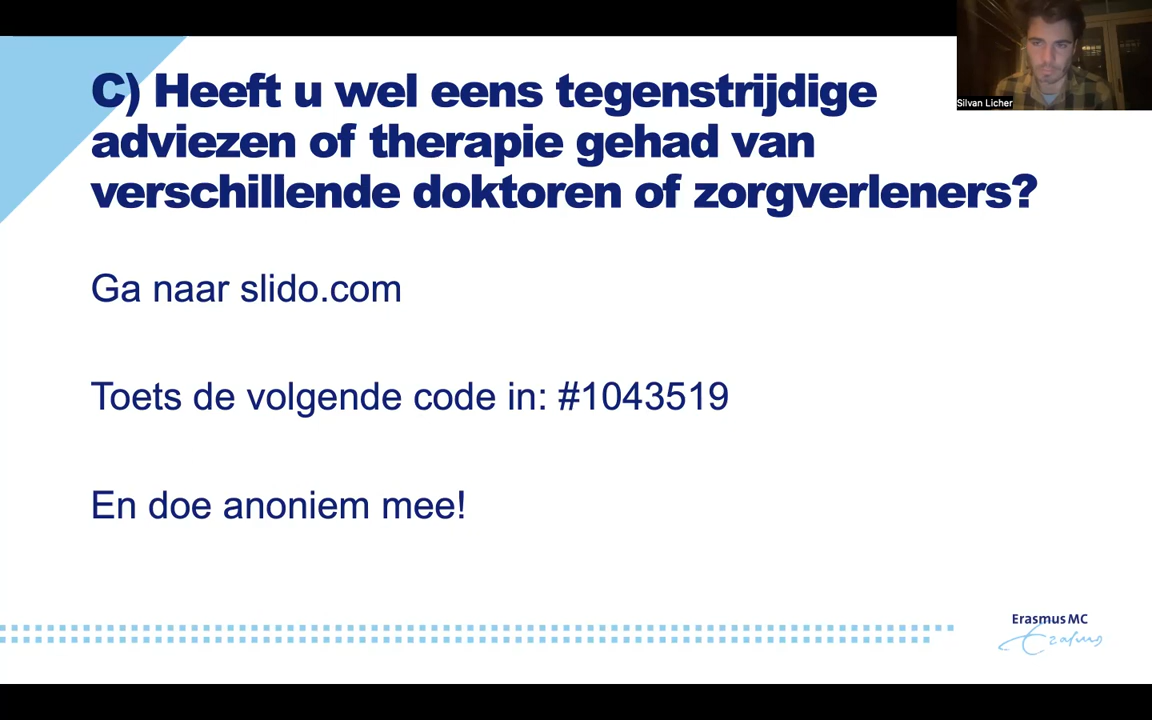 C) Heeft u wel eens tegenstrijdige
adviezen of therapie gehad van
verschillende doktoren of zorgverleners?
Silvan Licher
Ga naar slido.com
Toets de volgende code in: #1043519
En doe anoniem mee!
Erasmus MC
Erasmus